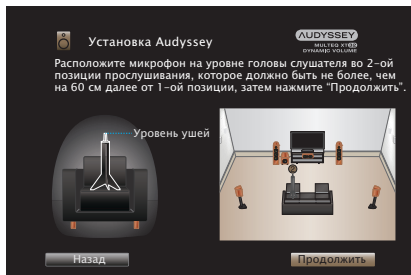 Установка Audyssey
AUDYSSEY
MULTEQ XT32
DYNAMIC VOLUME
Расположите микрофон на уровне головы слушателя во 2-ой
позиции прослушивания, которое должно быть не более, чем
на 60 см далее от 1-ой позиции, затем нажмите “Продолжить”.
Уровень ушей
Назад
Продолжить